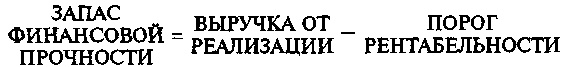 ЗАПАС
ФИНАНСОВОЙ = ВЫРУЧКА ОТ − ПОРОГ
ПРОЧНОСТИ РЕАЛИЗАЦИИ РЕНТАБЕЛЬНОСТИ